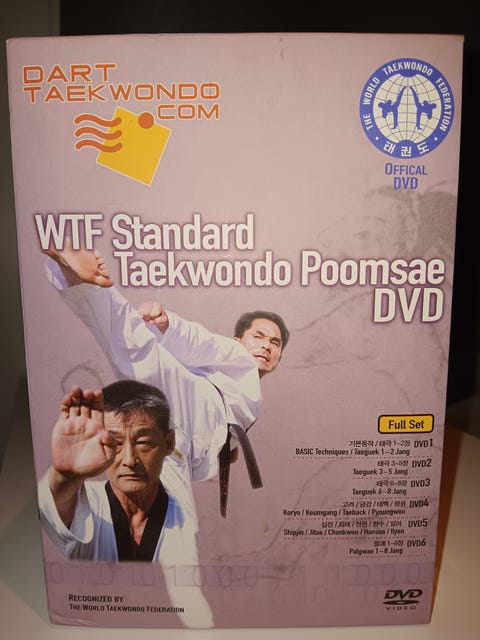 DART
TAEKWONDO
.COM
THE WORLD TAEKWONDO FEDERATION
태권도
OFFICAL
DVD
WTF Standard
Taekwondo Poomsae
DVD
Full Set
기본동작 / 태극 1~2장 DVD1
BASIC Techniques / Taeguek 1~2 Jang
태극 3~5장 DVD2
Taeguek 3~5 Jang
태극 6~8장 DVD3
Taeguek 6~8 Jang
고려 / 금강 / 태백 / 평원 DVD4
Koryo / Keumgang / Taeback / Pyoungwon
십진 / 지태 / 천권 / 한수 / 일여 DVD5
Shipjin / Jitae / Chonkwon / Hansoo / Ilyeo
팔괘 1~8장 DVD6
Palgwae 1~8 Jang
RECOGNIZED BY
THE WORLD TAEKWONDO FEDERATION
DVD
VIDEO